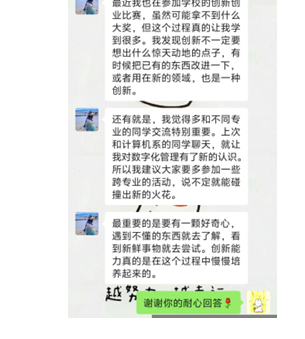 最近我也在参加学校的创新创
业比赛，虽然可能拿不到什么
大奖，但这个过程真的让我学
到很多。我发现创新不一定要
想出什么惊天动地的点子，有
时候把已有的东西改进一下，
或者用在新的领域，也是一种
创新。
还有就是，我觉得多和不同专
业的同学交流特别重要。上次
和计算机系的同学聊天，就让
我对数字化管理有了新的认识。
所以我建议大家要多参加一些
跨专业的活动，说不定就能碰
撞出新的火花。
最重要的是要有一颗好奇心，
遇到不懂的东西就去了解，看
到新鲜事物就去尝试。创新能
力真的是在这个过程中慢慢培
养起来的。
越努力
谢谢你的耐心回答🌹